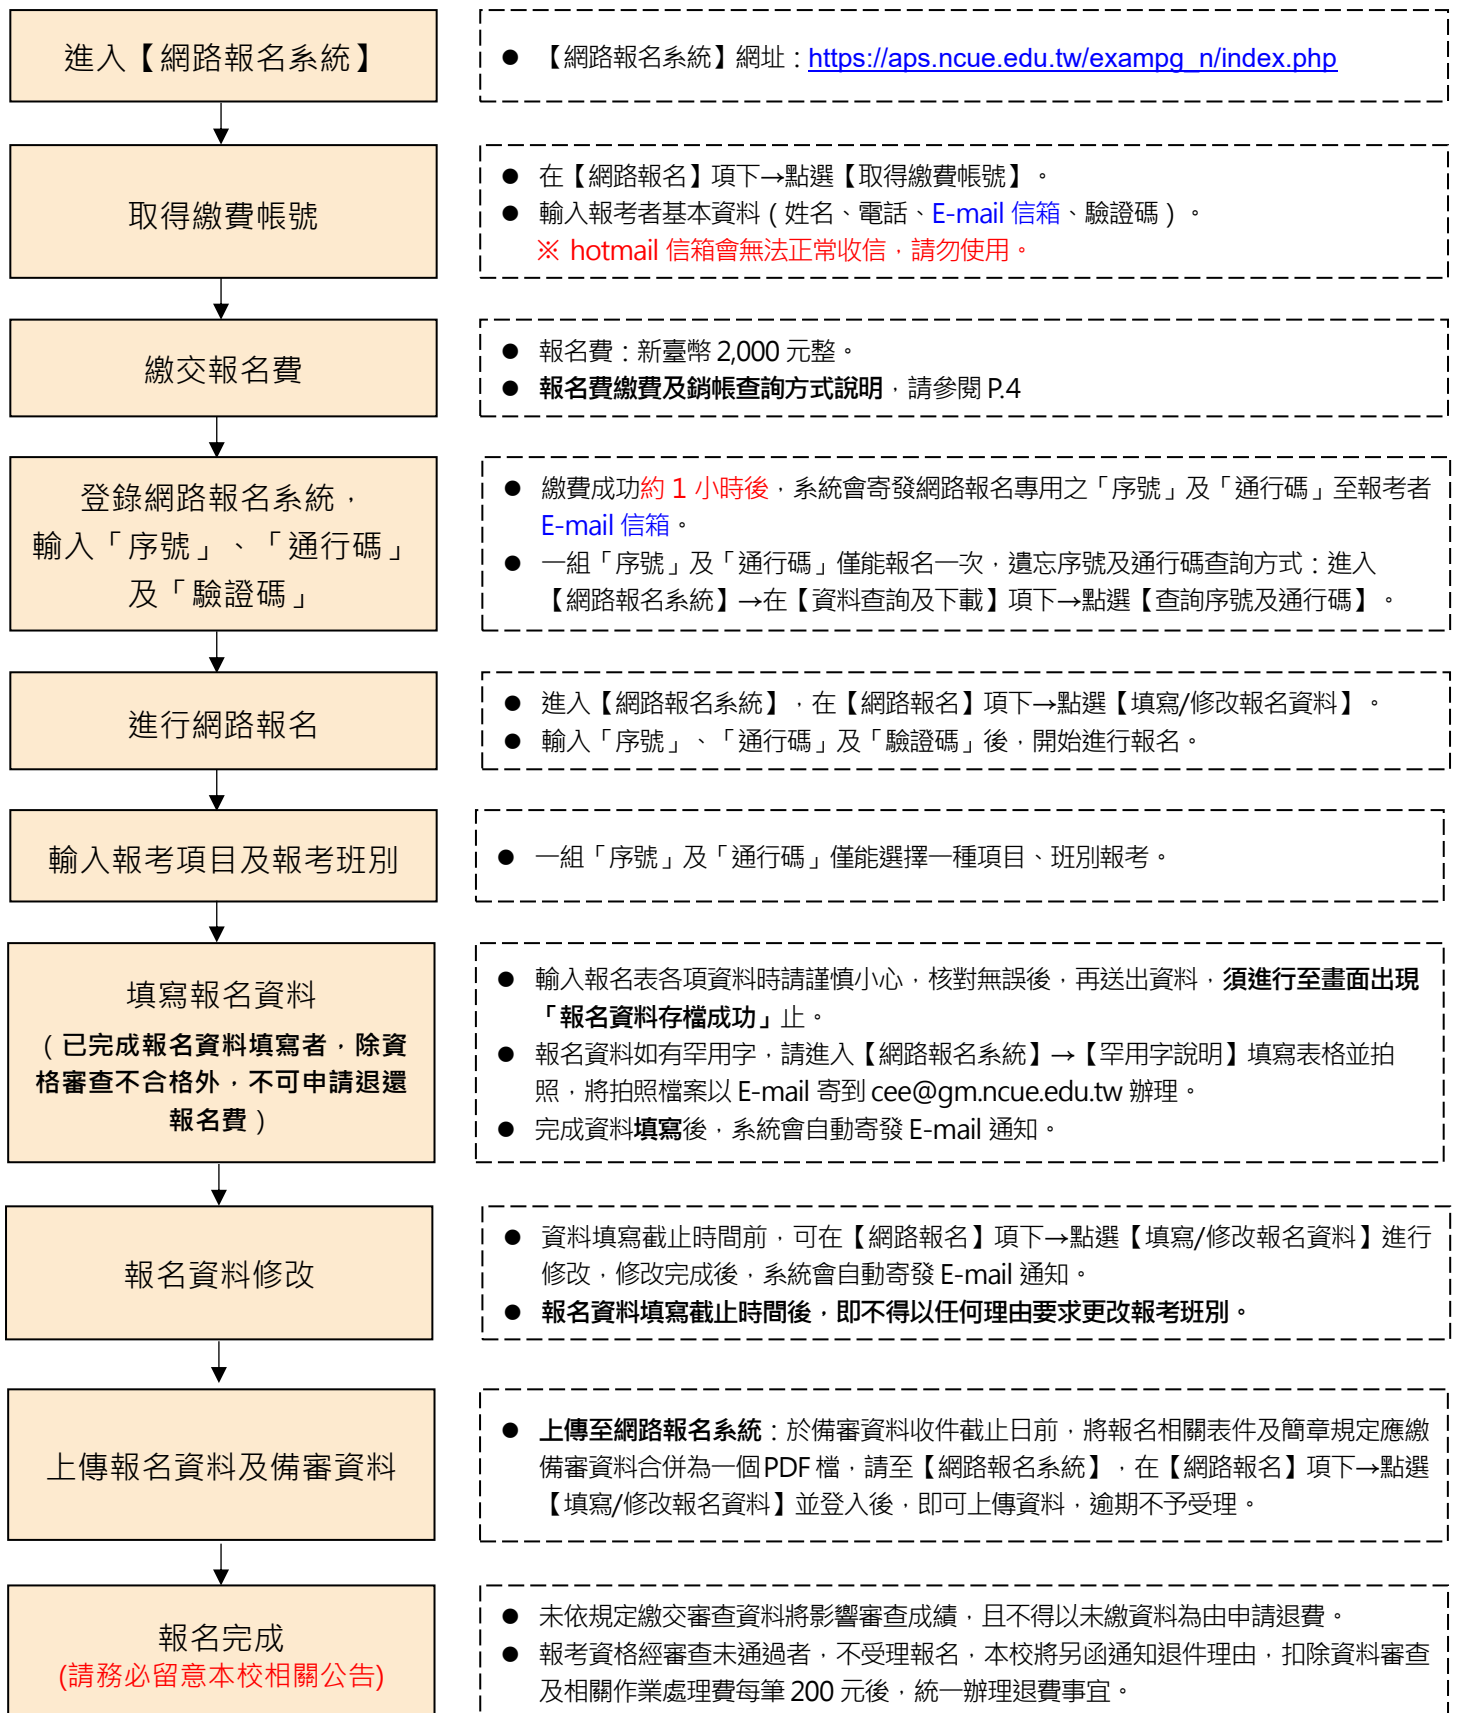 進入【網路報名系統】
● 【網路報名系統】網址：https://aps.ncue.edu.tw/exampg_n/index.php
取得繳費帳號
● 在【網路報名】項下→點選【取得繳費帳號】。
● 輸入報考者基本資料（姓名、電話、E-mail 信箱、驗證碼）。
※ hotmail 信箱會無法正常收信，請勿使用。
繳交報名費
● 報名費：新臺幣 2,000 元整。
● 報名費繳費及銷帳查詢方式說明，請參閱 P.4
登錄網路報名系統，
輸入「序號」、「通行碼」
及「驗證碼」
● 繳費成功約 1 小時後，系統會寄發網路報名專用之「序號」及「通行碼」至報考者
E-mail 信箱。
● 一組「序號」及「通行碼」僅能報名一次，遺忘序號及通行碼查詢方式：進入
【網路報名系統】→在【資料查詢及下載】項下→點選【查詢序號及通行碼】。
進行網路報名
● 進入【網路報名系統】，在【網路報名】項下→點選【填寫/修改報名資料】。
● 輸入「序號」、「通行碼」及「驗證碼」後，開始進行報名。
輸入報考項目及報考班別
● 一組「序號」及「通行碼」僅能選擇一種項目、班別報考。
填寫報名資料
（已完成報名資料填寫者，除資
格審查不合格外，不可申請退還
報名費）
● 輸入報名表各項資料時請謹慎小心，核對無誤後，再送出資料，須進行至畫面出現
「報名資料存檔成功」止。
● 報名資料如有罕用字，請進入【網路報名系統】→【罕用字說明】填寫表格並拍
照，將拍照檔案以 E-mail 寄到 cee@gm.ncue.edu.tw 辦理。
● 完成資料填寫後，系統會自動寄發 E-mail 通知。
報名資料修改
● 資料填寫截止時間前，可在【網路報名】項下→點選【填寫/修改報名資料】進行
修改，修改完成後，系統會自動寄發 E-mail 通知。
● 報名資料填寫截止時間後，即不得以任何理由要求更改報考班別。
上傳報名資料及備審資料
● 上傳至網路報名系統：於備審資料收件截止日前，將報名相關表件及簡章規定應繳
備審資料合併為一個 PDF 檔，請至【網路報名系統】，在【網路報名】項下→點選
【填寫/修改報名資料】並登入後，即可上傳資料，逾期不予受理。
報名完成
(請務必留意本校相關公告)
● 未依規定繳交審查資料將影響審查成績，且不得以未繳資料為由申請退費。
● 報考資格經審查未通過者，不受理報名，本校將另函通知退件理由，扣除資料審查
及相關作業處理費每筆 200 元後，統一辦理退費事宜。